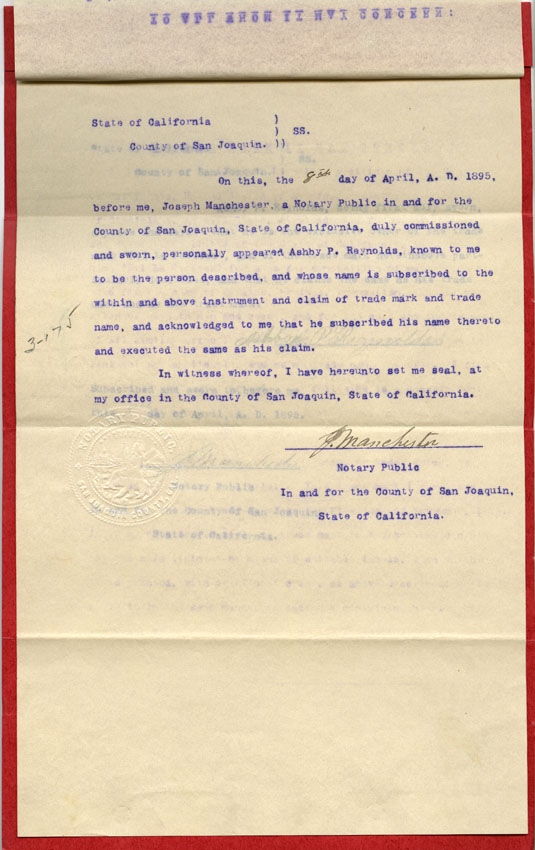 TO ALL WHOM IT MAY CONCERN:
State of California )
) SS.
County of San Joaquin. ))
On this, the 8th day of April, A. D. 1895,
before me, Joseph Manchester, a Notary Public in and for the
County of San Joaquin, State of California, duly commissioned
and sworn, personally appeared Ashby P. Reynolds, known to me
to be the person described, and whose name is subscribed to the
within and above instrument and claim of trade mark and trade
name, and acknowledged to me that he subscribed his name thereto
and executed the same as his claim.
3-1-75
In witness whereof, I have hereunto set me seal, at
my office in the County of San Joaquin, State of California.
J. Manchester
Notary Public
In and for the County of San Joaquin,
State of California.